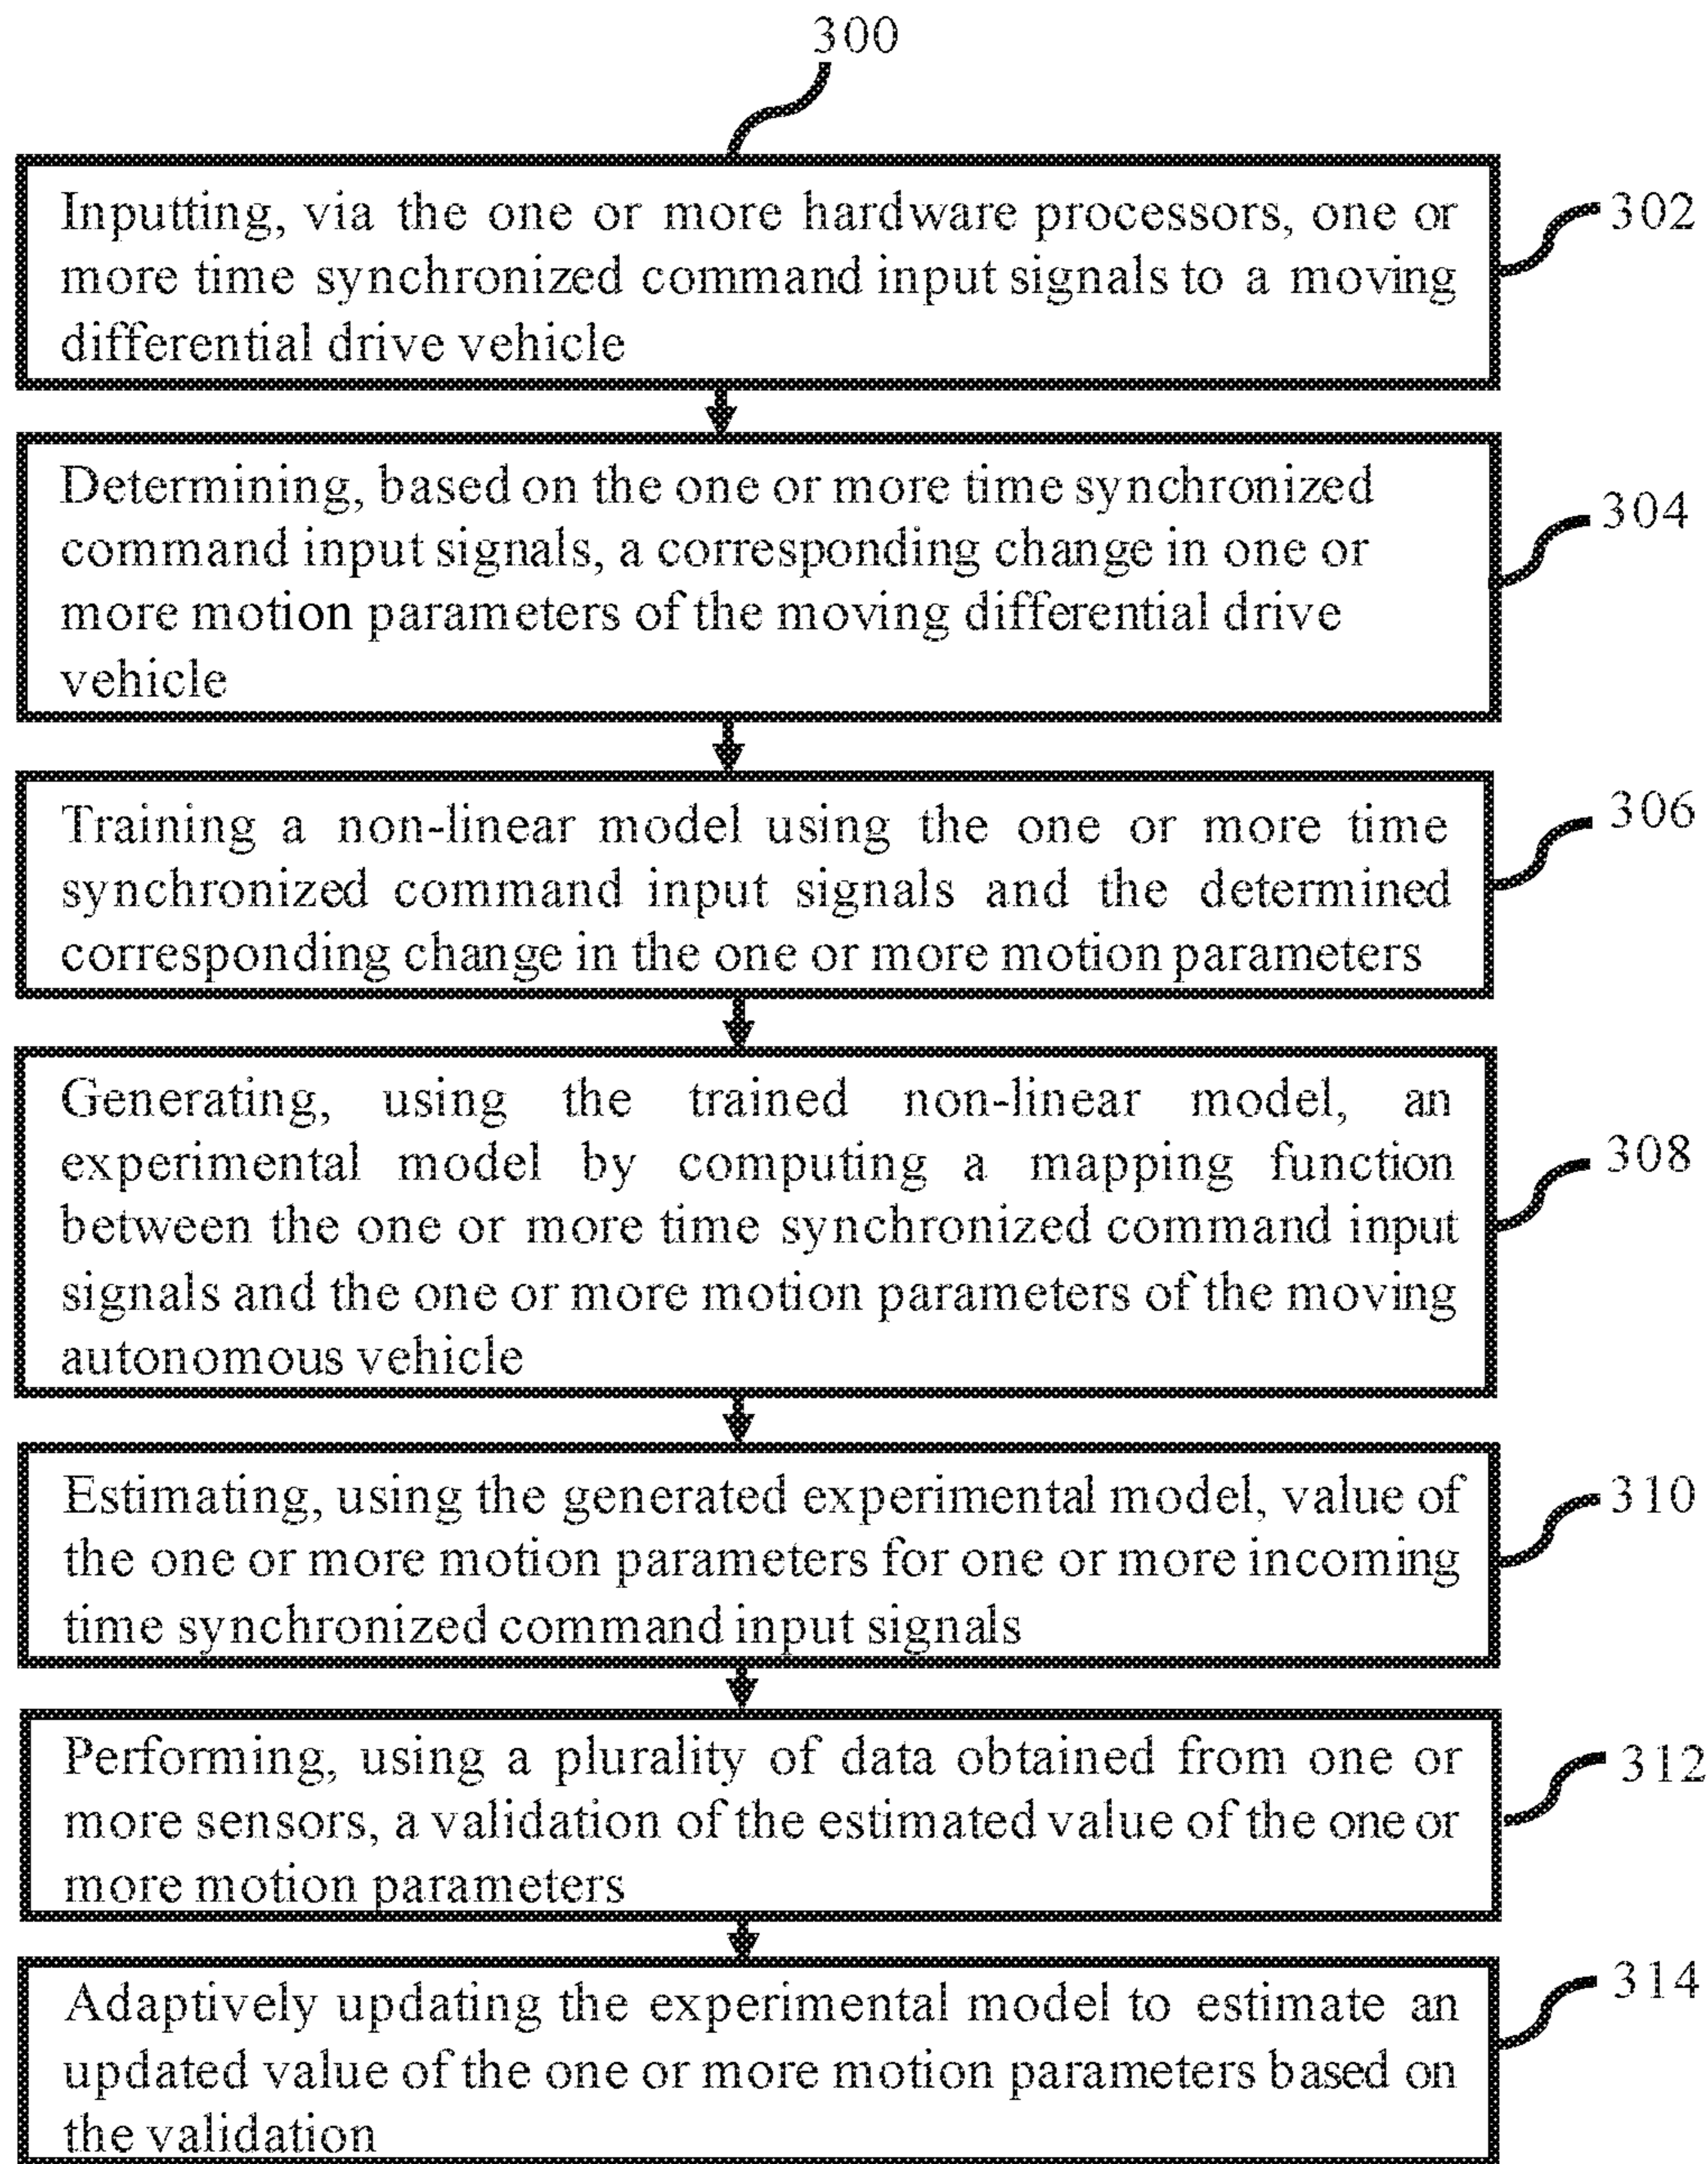 300
Inputting, via the one or more hardware processors, one or
more time synchronized command input signals to a moving
differential drive vehicle
302
Determining, based on the one or more time synchronized
command input signals, a corresponding change in one or
more motion parameters of the moving differential drive
vehicle
304
Training a non-linear model using the one or more time
synchronized command input signals and the determined
corresponding change in the one or more motion parameters
306
Generating, using the trained non-linear model, an
experimental model by computing a mapping function
between the one or more time synchronized command input
signals and the one or more motion parameters of the moving
autonomous vehicle
308
Estimating, using the generated experimental model, value of
the one or more motion parameters for one or more incoming
time synchronized command input signals
310
Performing, using a plurality of data obtained from one or
more sensors, a validation of the estimated value of the one or
more motion parameters
312
Adaptively updating the experimental model to estimate an
updated value of the one or more motion parameters based on
the validation
314